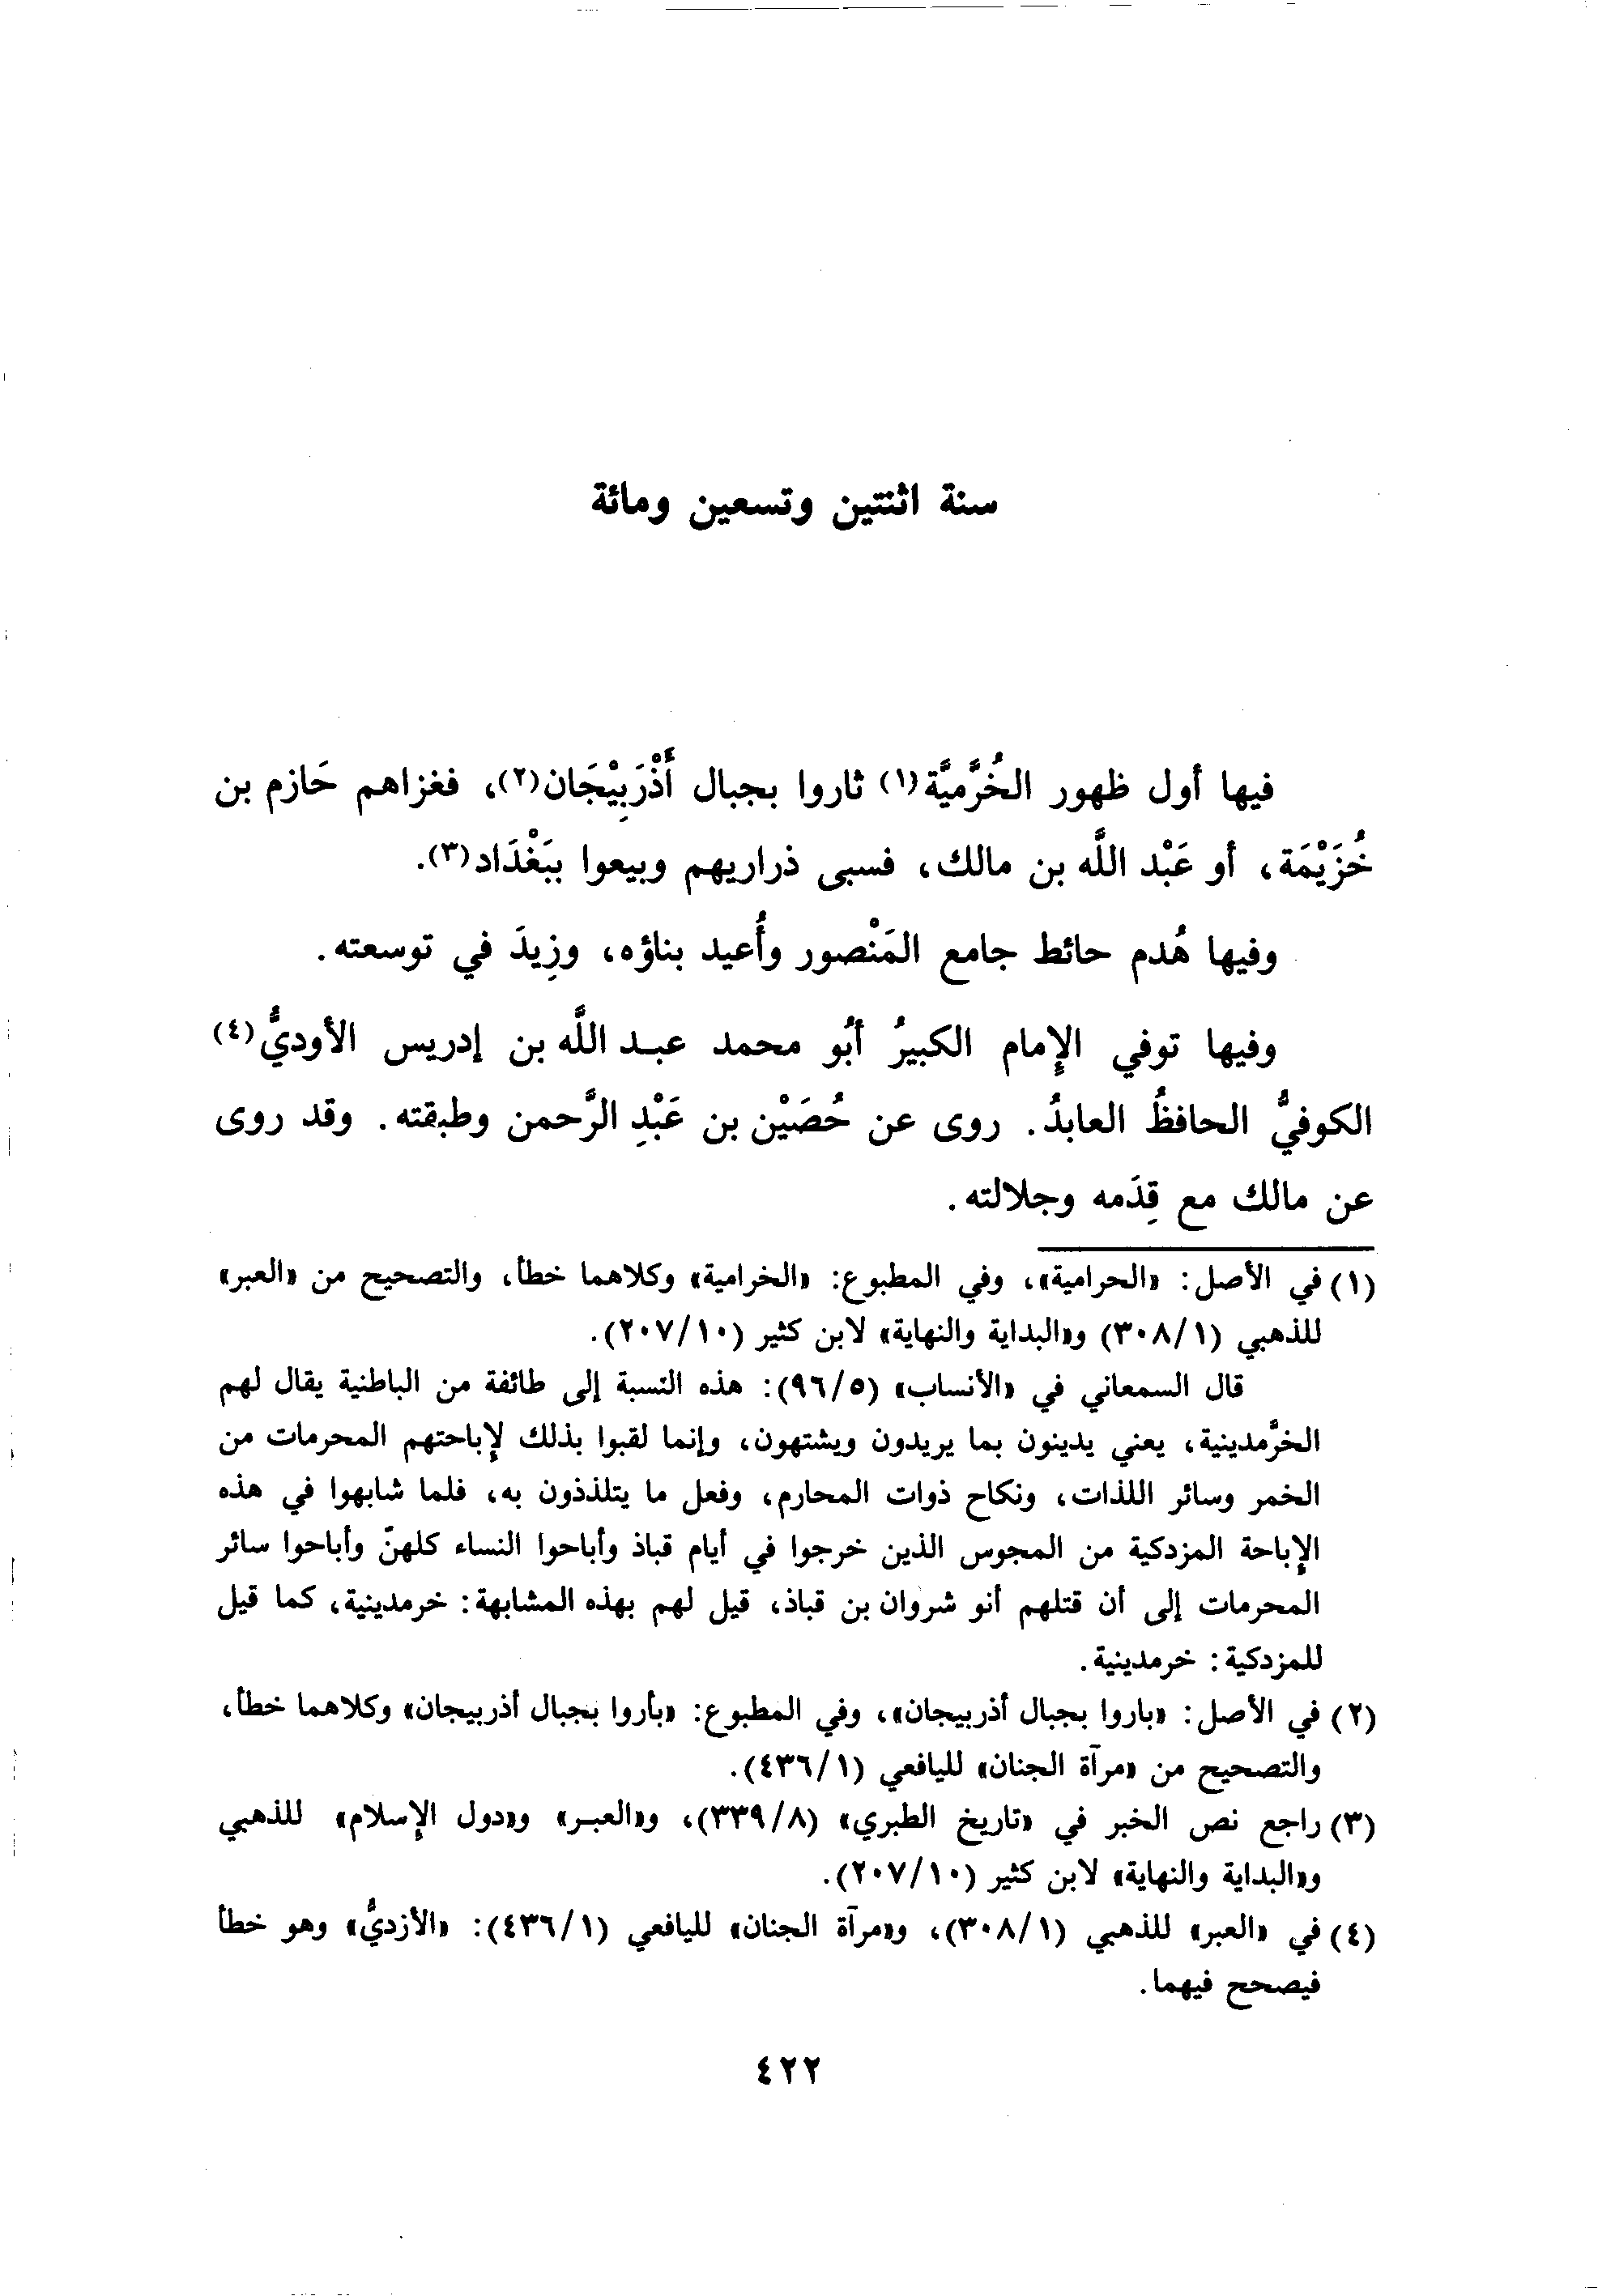 سنة اثنتين وتسعين ومائة
فيها أول ظهور الخُرَّميَّة(١) ثاروا بجبال أَذْرَبِيْجَان(٢)، فغزاهم حَازم بن
خُزَيْمَة، أو عَبْد اللَّه بن مالك، فسبى ذراريهم وبيعوا ببَغْدَاد(٣).
وفيها هُدم حائط جامع المَنْصور وأُعيد بناؤه، وزِيدَ في توسعته.
وفيها توفي الإِمام الكبيرُ أبُو محمد عبد اللَّه بن إدريس الأوديُّ(٤)
الكوفيُّ الحافظُ العابدُ. روى عن حُصَيْن بن عَبْدِ الرَّحمن وطبقته. وقد روى
عن مالك مع قِدَمه وجلالته.
(١) في الأصل: «الحرامية»، وفي المطبوع: «الخرامية» وكلاهما خطأ، والتصحيح من «العبر»
للذهبي (٣٠٨/١) و«البداية والنهاية» لابن كثير (٢٠٧/١٠).
قال السمعاني في «الأنساب» (٩٦/٥): هذه النسبة إلى طائفة من الباطنية يقال لهم
الخرَّمدينية، يعني يدينون بما يريدون ويشتهون، وإنما لقبوا بذلك لإِباحتهم المحرمات من
الخمر وسائر اللذات، ونكاح ذوات المحارم، وفعل ما يتلذذون به، فلما شابهوا في هذه
الإِباحة المزدكية من المجوس الذين خرجوا في أيام قباذ وأباحوا النساء كلهنّ وأباحوا سائر
المحرمات إلى أن قتلهم أنو شروان بن قباذ، قيل لهم بهذه المشابهة: خرمدينية، كما قيل
للمزدكية: خرمدينية.
(٢) في الأصل: «باروا بجبال أذربيجان»، وفي المطبوع: «بأروا بجبال أذربيجان» وكلاهما خطأ،
والتصحيح من «مرآة الجنان» لليافعي (٤٣٦/١).
(٣) راجع نص الخبر في «تاريخ الطبري» (٣٣٩/٨)، و«العبر» و«دول الإسلام» للذهبي
و«البداية والنهاية» لابن كثير (٢٠٧/١٠).
(٤) في «العبر» للذهبي (٣٠٨/١)، و«مرآة الجنان» لليافعي (٤٣٦/١): «الأزديُّ» وهو خطأ
فيصحح فيهما.
٤٢٢